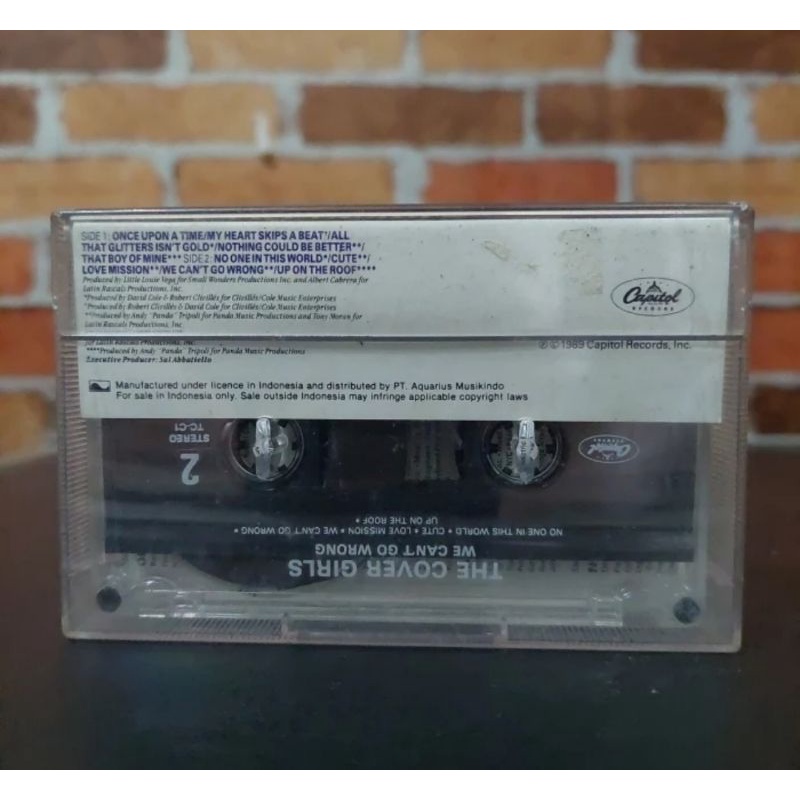 SIDE 1: ONCE UPON A TIME/MY HEART SKIPS A BEAT*/ALL
THAT GLITTERS ISN'T GOLD*/NOTHING COULD BE BETTER**/
THAT BOY OF MINE*** SIDE 2: NO ONE IN THIS WORLD*/CUTE**/
LOVE MISSION**/WE CAN'T GO WRONG**/UP ON THE ROOF****
Produced by Little Louie Vega for Small Wonders Productions Inc. and Albert Cabrera for
Latin Rascals Productions, Inc.
*Produced by David Cole & Robert Clivillés for Clivillés/Cole Music Enterprises
*Produced by Robert Clivillés & David Cole for Clivillés/Cole Music Enterprises
**Produced by Andy "Panda" Tripoli for Panda Music Productions and Tony Moran for
Latin Rascals Productions, Inc.
for Latin Rascals Productions, Inc.
****Produced by Andy "Panda" Tripoli for Panda Music Productions
Executive Producer: Sal Abbatiello
Capitol
RECORDS
℗ © 1989 Capitol Records, Inc.
Manufactured under licence in Indonesia and distributed by PT. Aquarius Musikindo
For sale in Indonesia only. Sale outside Indonesia may infringe applicable copyright laws
THE COVER GIRLS
WE CAN'T GO WRONG
NO ONE IN THIS WORLD • CUTE • LOVE MISSION • WE CAN'T GO WRONG •
UP ON THE ROOF •
Capitol
2
STEREO
TC-C1